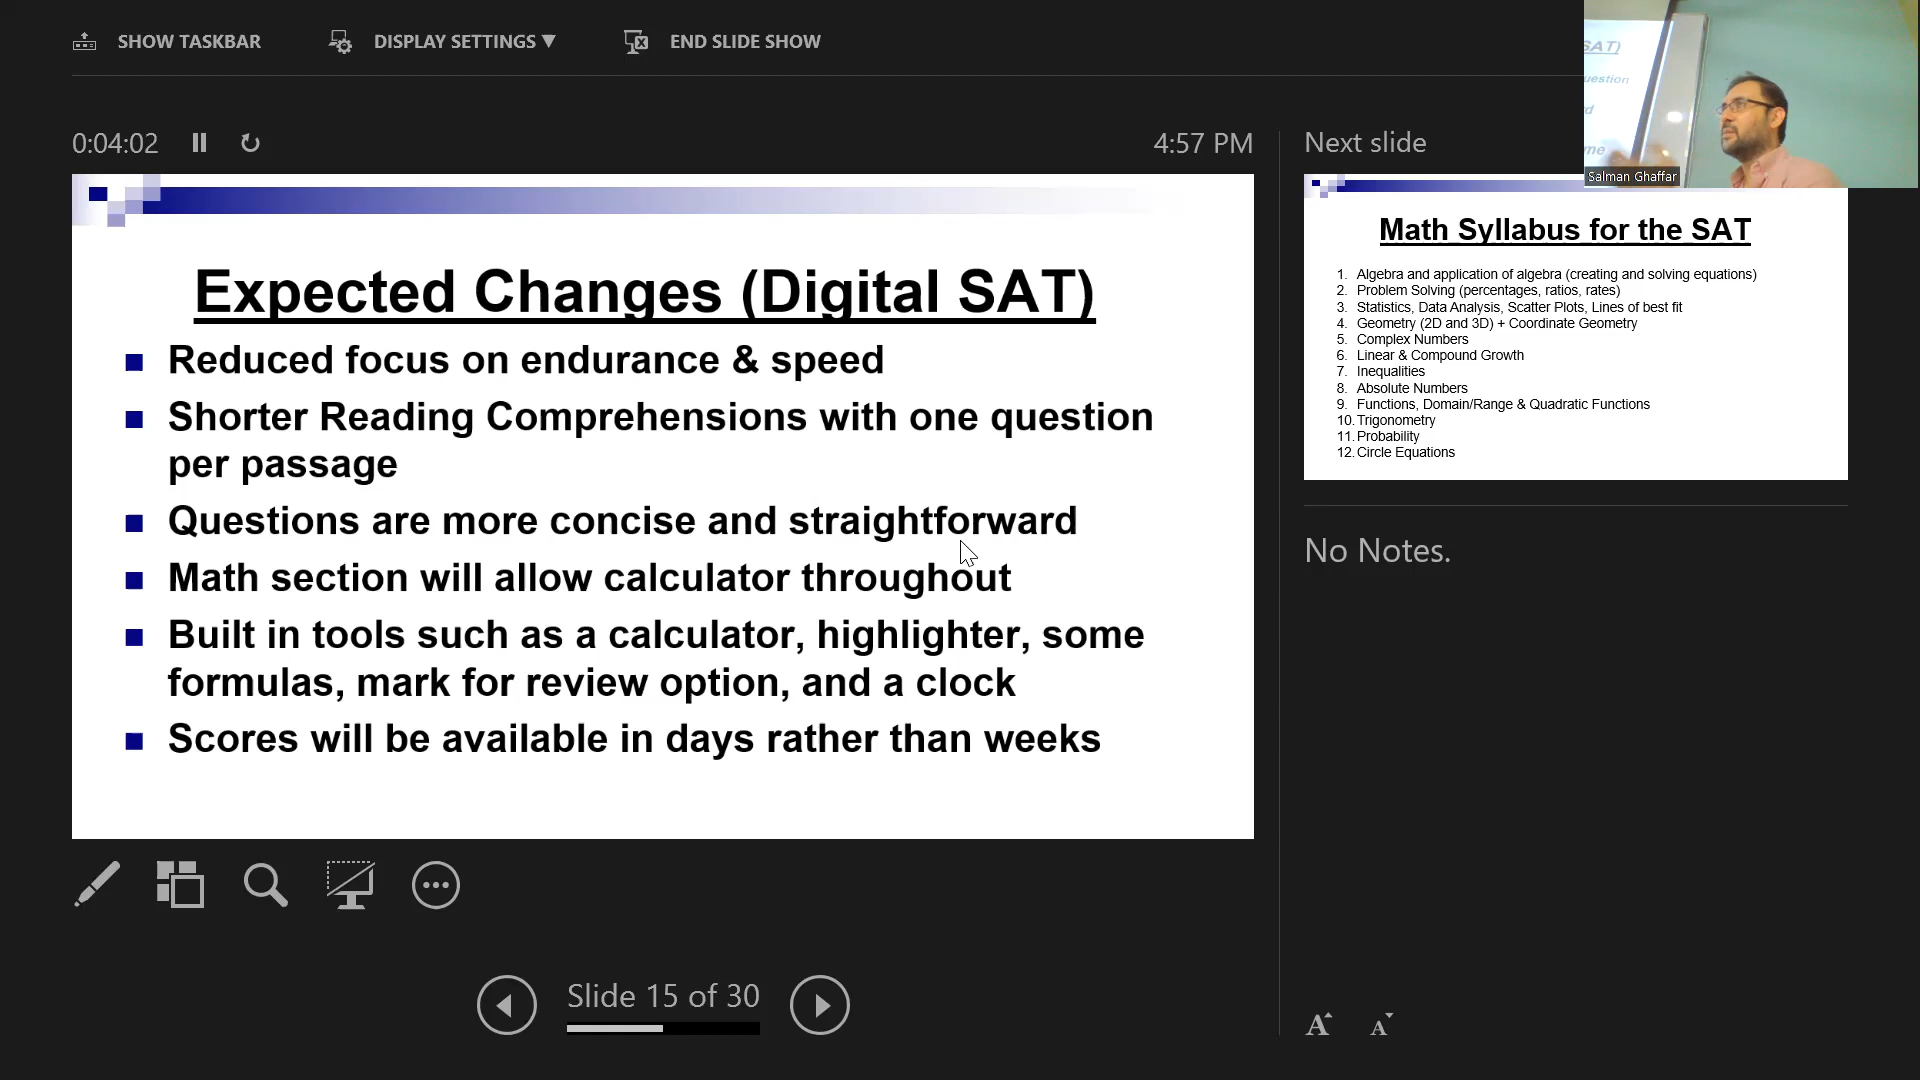 SHOW TASKBAR
DISPLAY SETTINGS ▼
END SLIDE SHOW
0:04:02
4:57 PM
Expected Changes (Digital SAT)
Reduced focus on endurance & speed
Shorter Reading Comprehensions with one question
per passage
Questions are more concise and straightforward
Math section will allow calculator throughout
Built in tools such as a calculator, highlighter, some
formulas, mark for review option, and a clock
Scores will be available in days rather than weeks
Slide 15 of 30
Next slide
SAT)
uestion
rd
me
Salman Ghaffar
Math Syllabus for the SAT
1. Algebra and application of algebra (creating and solving equations)
2. Problem Solving (percentages, ratios, rates)
3. Statistics, Data Analysis, Scatter Plots, Lines of best fit
4. Geometry (2D and 3D) + Coordinate Geometry
5. Complex Numbers
6. Linear & Compound Growth
7. Inequalities
8. Absolute Numbers
9. Functions, Domain/Range & Quadratic Functions
10. Trigonometry
11. Probability
12. Circle Equations
No Notes.
A A